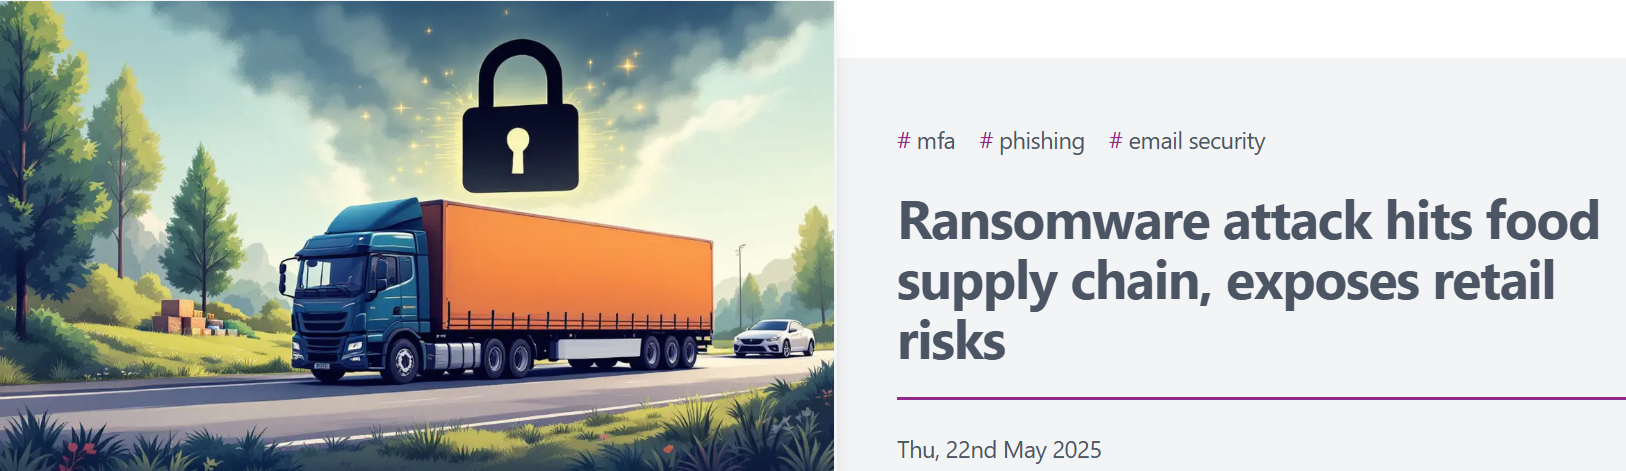 # mfa # phishing # email security
Ransomware attack hits food
supply chain, exposes retail
risks
Thu, 22nd May 2025